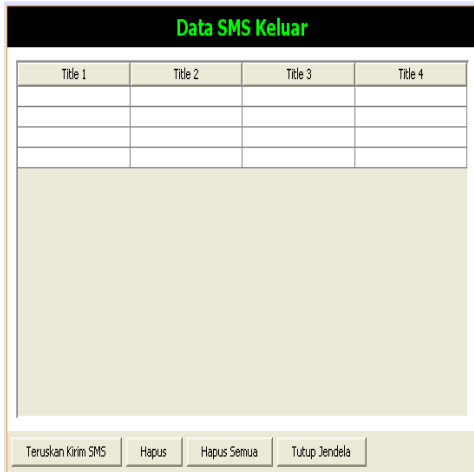 Data SMS Keluar
Title 1 Title 2 Title 3 Title 4
Teruskan Kirim SMS Hapus Hapus Semua Tutup Jendela